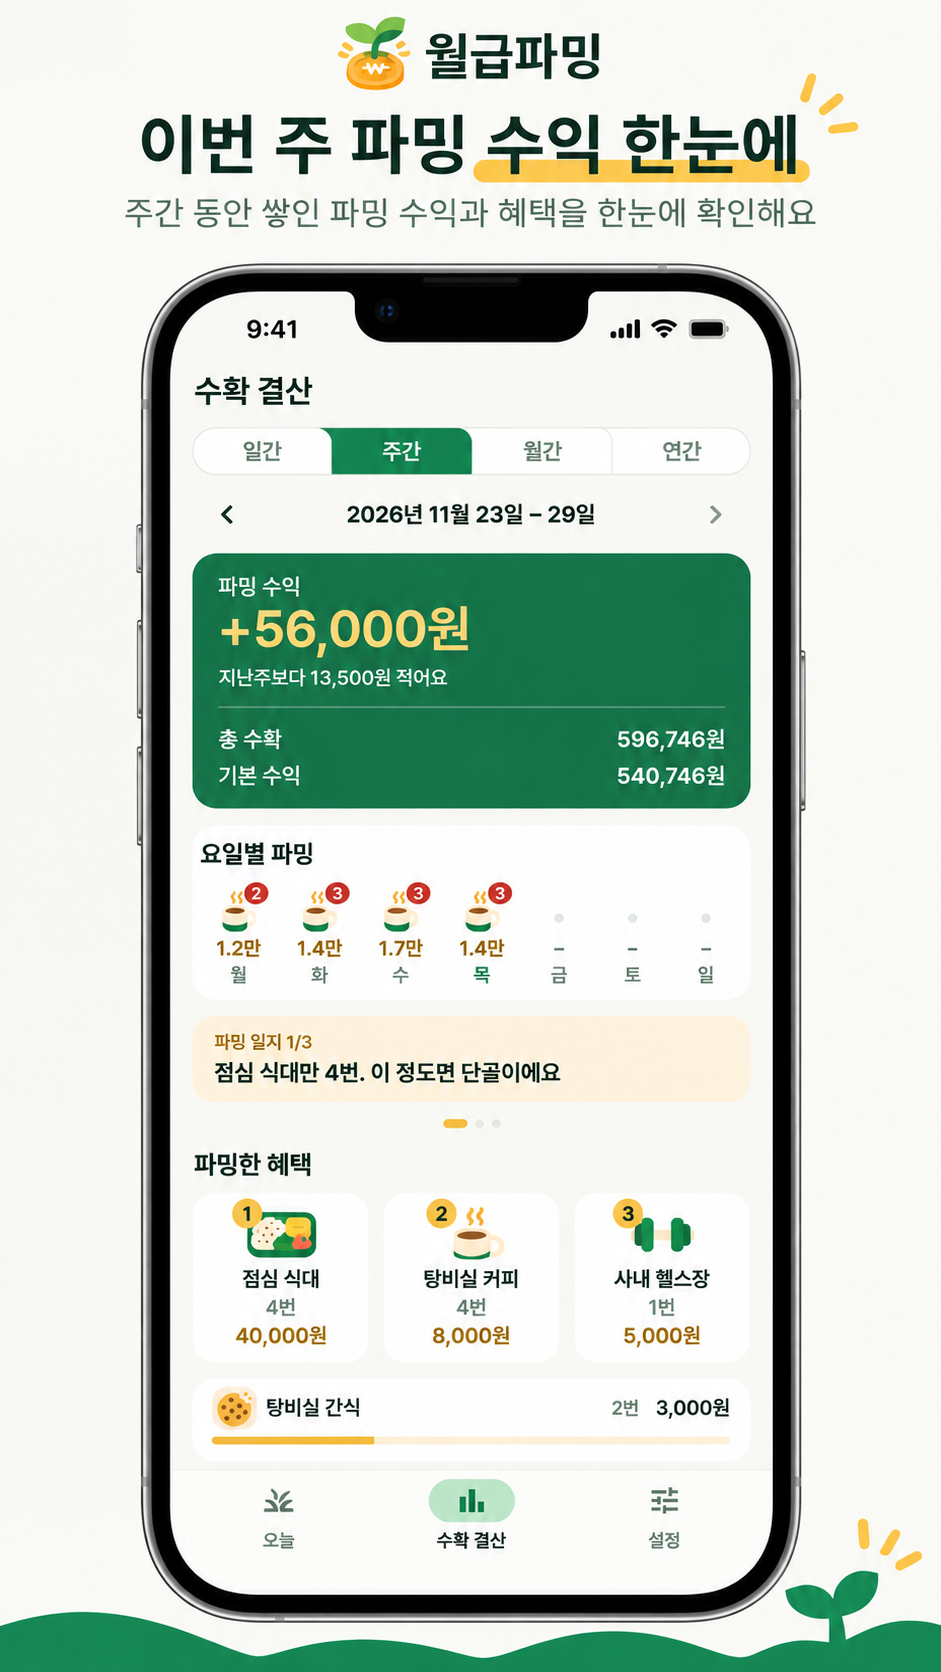 월급파밍
이번 주 파밍 수익 한눈에
주간 동안 쌓인 파밍 수익과 혜택을 한눈에 확인해요
9:41
수확 결산
일간 주간 월간 연간
2026년 11월 23일 – 29일
파밍 수익
+56,000원
지난주보다 13,500원 적어요
총 수확 596,746원
기본 수익 540,746원
요일별 파밍
2 3 3 3
1.2만 1.4만 1.7만 1.4만 – – –
월 화 수 목 금 토 일
파밍 일지 1/3
점심 식대만 4번. 이 정도면 단골이에요
파밍한 혜택
1 2 3
점심 식대 탕비실 커피 사내 헬스장
4번 4번 1번
40,000원 8,000원 5,000원
탕비실 간식 2번 3,000원
오늘 수확 결산 설정